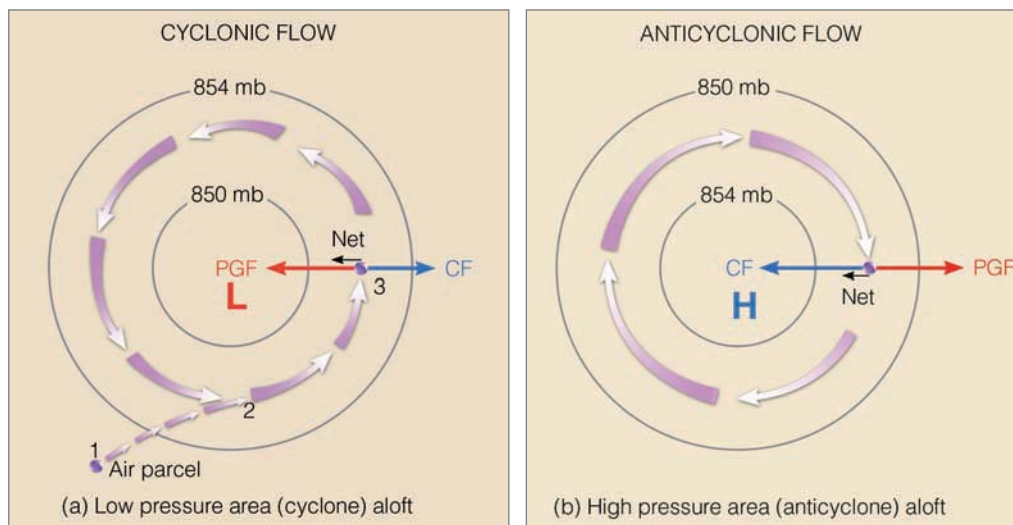 CYCLONIC FLOW
854 mb
850 mb
Net
PGF
CF
L
3
2
1
Air parcel
(a) Low pressure area (cyclone) aloft
ANTICYCLONIC FLOW
850 mb
854 mb
CF
PGF
Net
H
(b) High pressure area (anticyclone) aloft